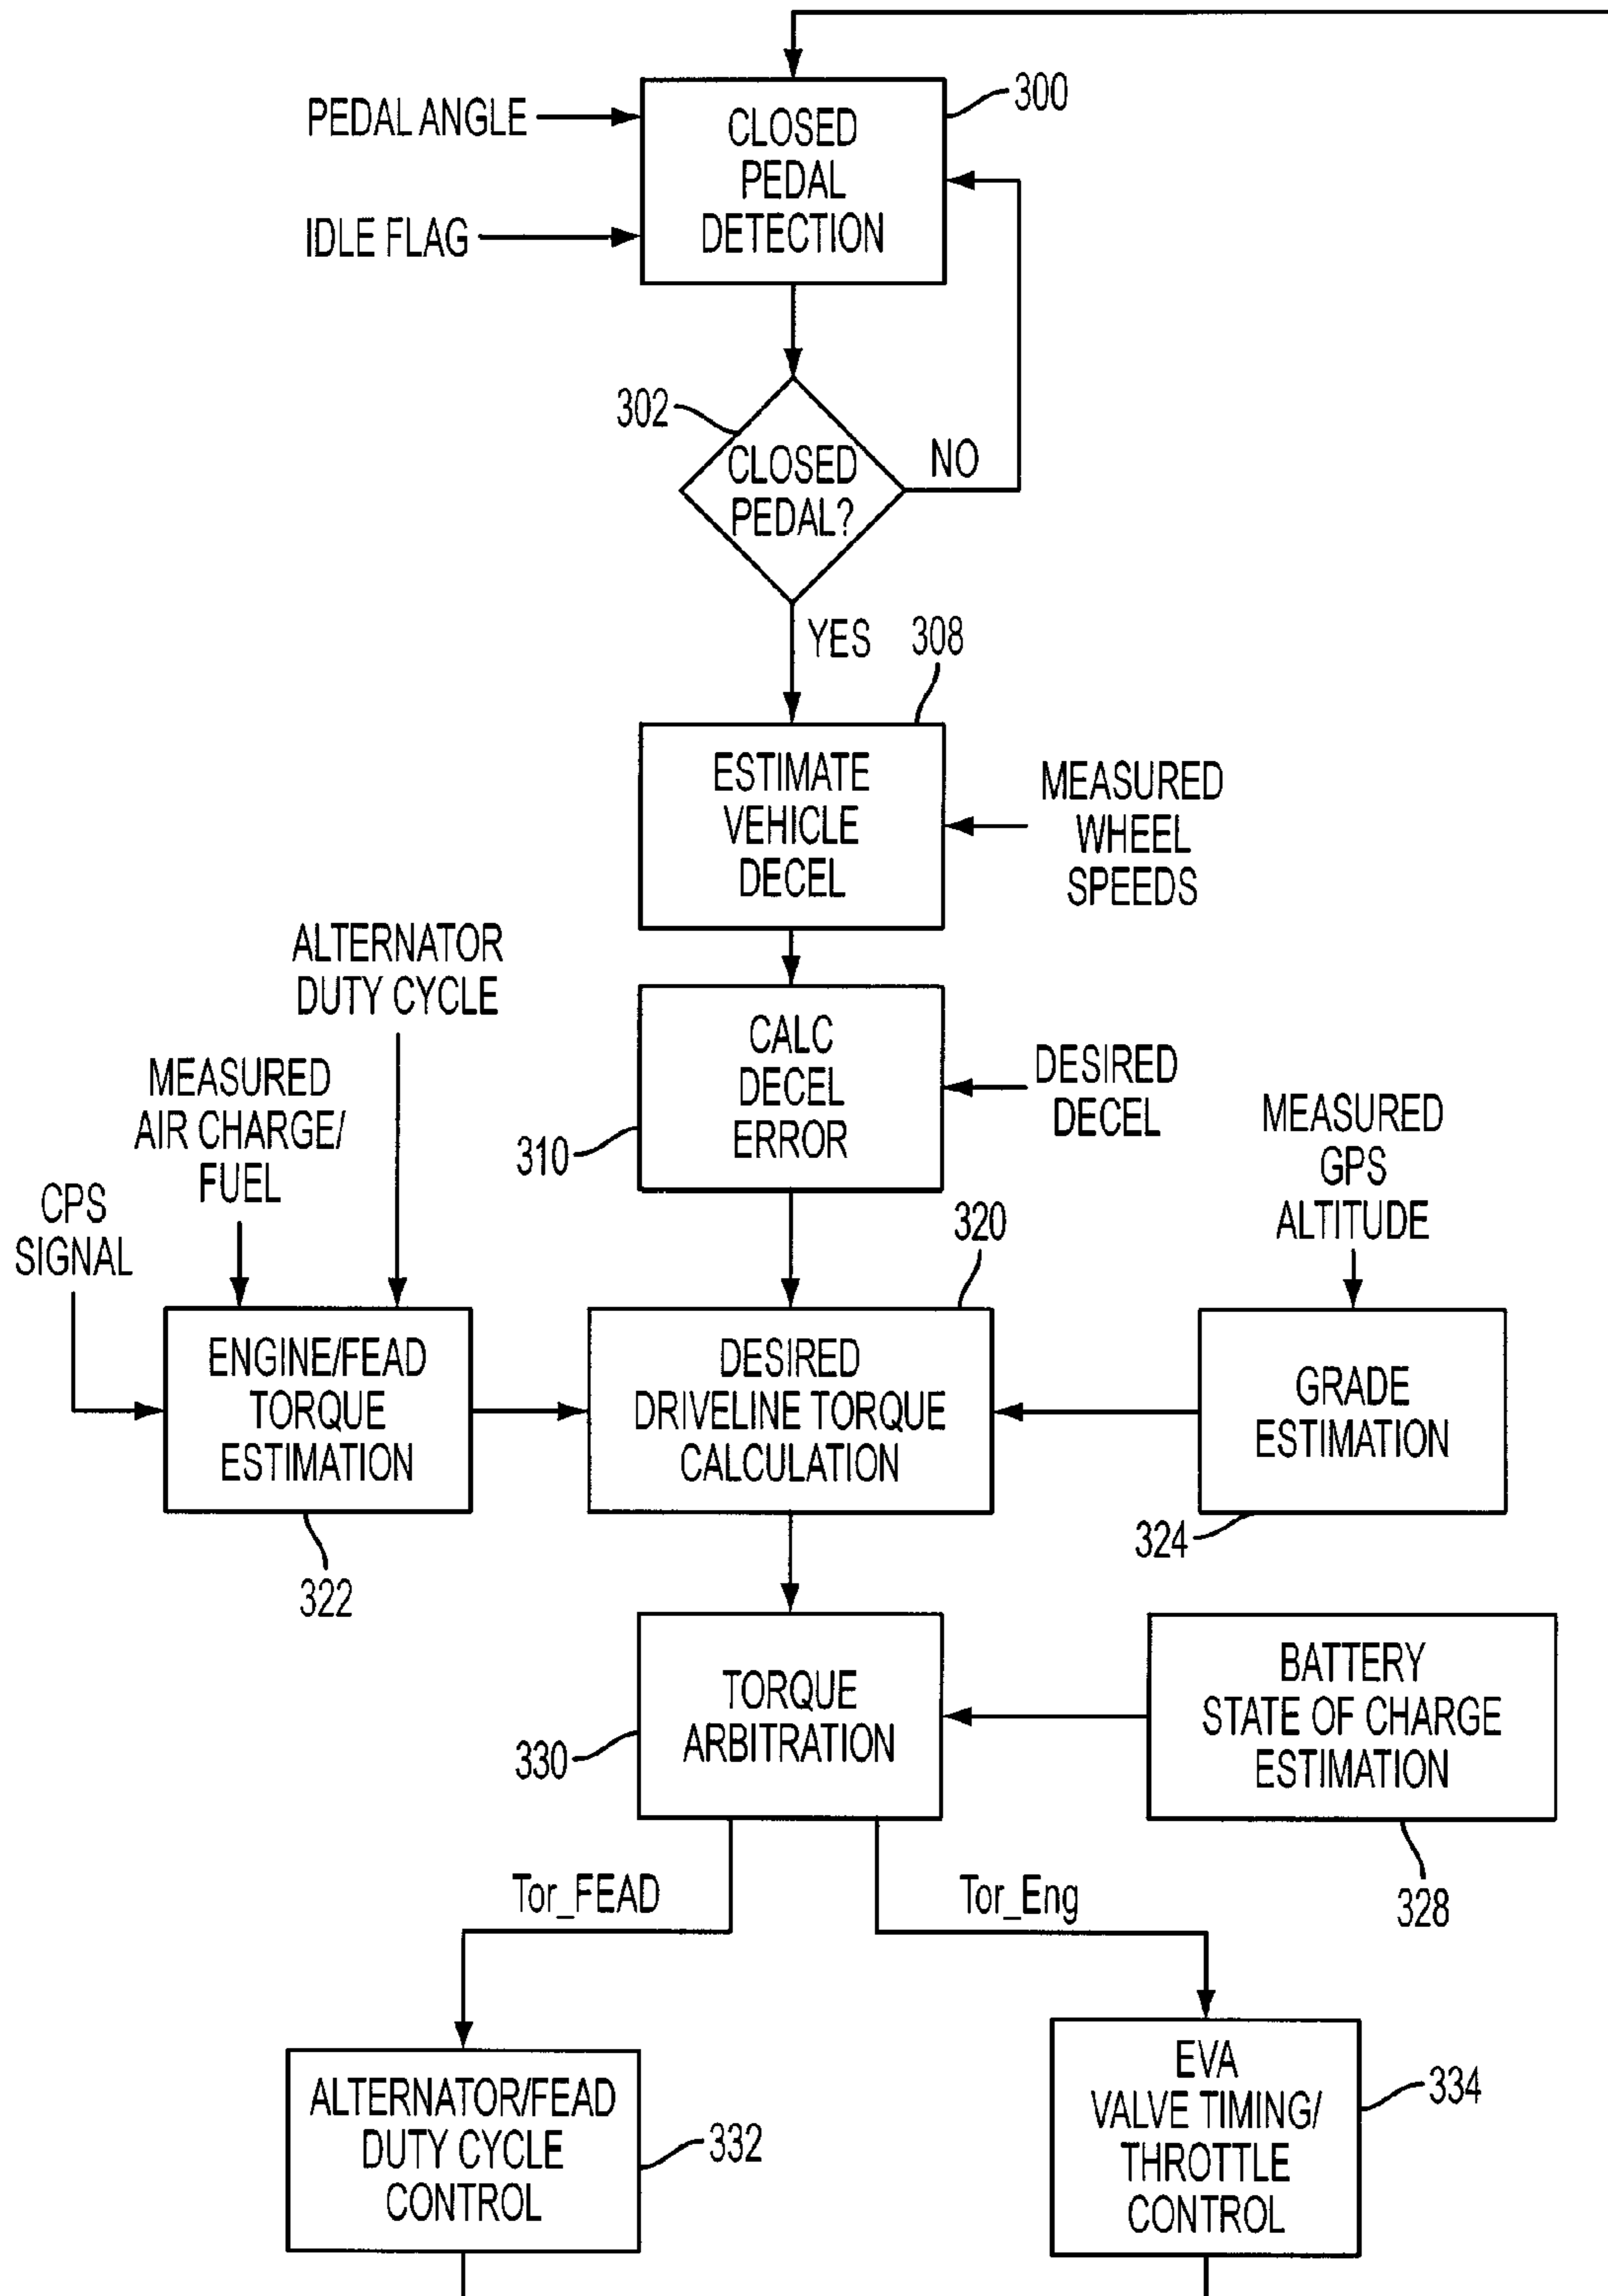 300
PEDAL ANGLE
CLOSED
PEDAL
DETECTION
IDLE FLAG
302
CLOSED
PEDAL?
NO
YES
308
ESTIMATE
VEHICLE
DECEL
MEASURED
WHEEL
SPEEDS
ALTERNATOR
DUTY CYCLE
CALC
DECEL
ERROR
310
DESIRED
DECEL
MEASURED
AIR CHARGE/
FUEL
CPS
SIGNAL
MEASURED
GPS
ALTITUDE
320
ENGINE/FEAD
TORQUE
ESTIMATION
322
DESIRED
DRIVELINE TORQUE
CALCULATION
GRADE
ESTIMATION
324
TORQUE
ARBITRATION
330
BATTERY
STATE OF CHARGE
ESTIMATION
328
Tor_FEAD
Tor_Eng
ALTERNATOR/FEAD
DUTY CYCLE
CONTROL
332
EVA
VALVE TIMING/
THROTTLE
CONTROL
334